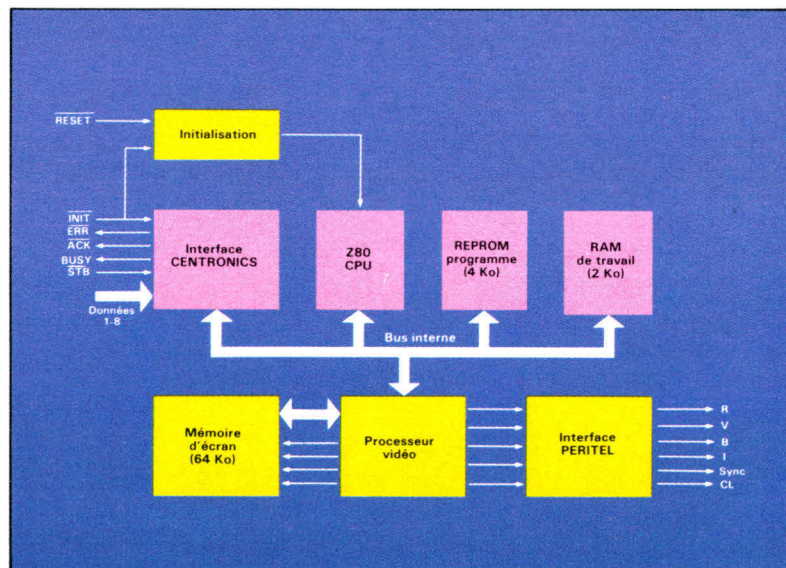 RESET
Initialisation
INIT
ERR
ACK
BUSY
STB
Données
1-8
Interface
CENTRONICS
Z80
CPU
REPROM
programme
(4 Ko)
RAM
de travail
(2 Ko)
Bus interne
Mémoire
d'écran
(64 Ko)
Processeur
vidéo
Interface
PERITEL
R
V
B
I
Sync
CL